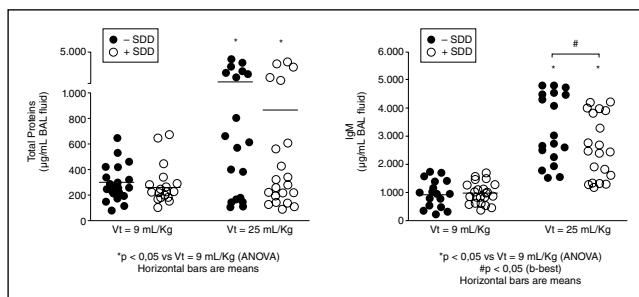 – SDD
+ SDD
* *
5.000
1.000
800
600
400
200
0
Total Proteins
(µg/mL BAL fluid)
Vt = 9 mL/Kg Vt = 25 mL/Kg
*p < 0,05 vs Vt = 9 mL/Kg (ANOVA)
Horizontal bars are means
– SDD
+ SDD
#
* *
6.000
5.000
4.000
3.000
2.000
1.000
0
IgM
(µg/mL BAL fluid)
Vt = 9 mL/Kg Vt = 25 mL/Kg
*p < 0,05 vs Vt = 9 mL/Kg (ANOVA)
#p < 0,05 (b-best)
Horizontal bars are means